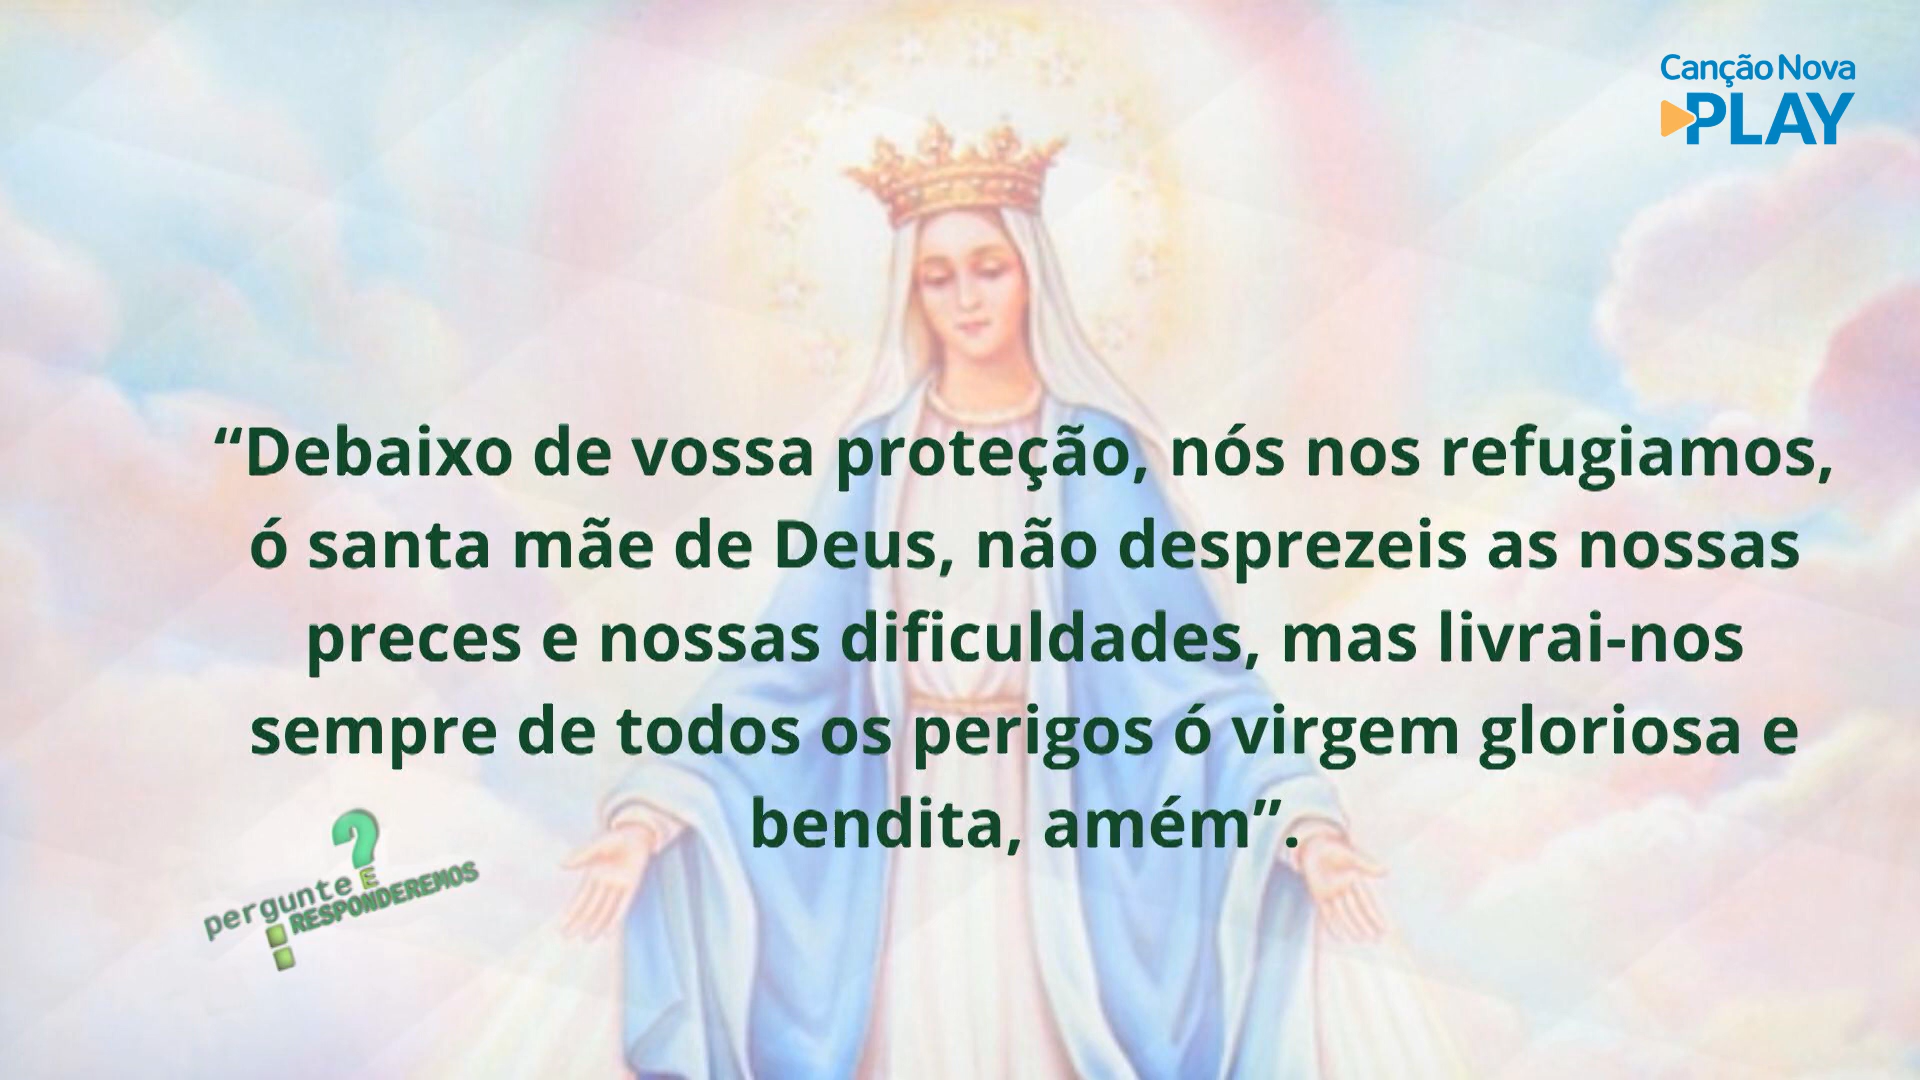 Canção Nova
PLAY
“Debaixo de vossa proteção, nós nos refugiamos,
ó santa mãe de Deus, não desprezeis as nossas
preces e nossas dificuldades, mas livrai-nos
sempre de todos os perigos ó virgem gloriosa e
bendita, amém”.
?
pergunte E
RESPONDEREMOS